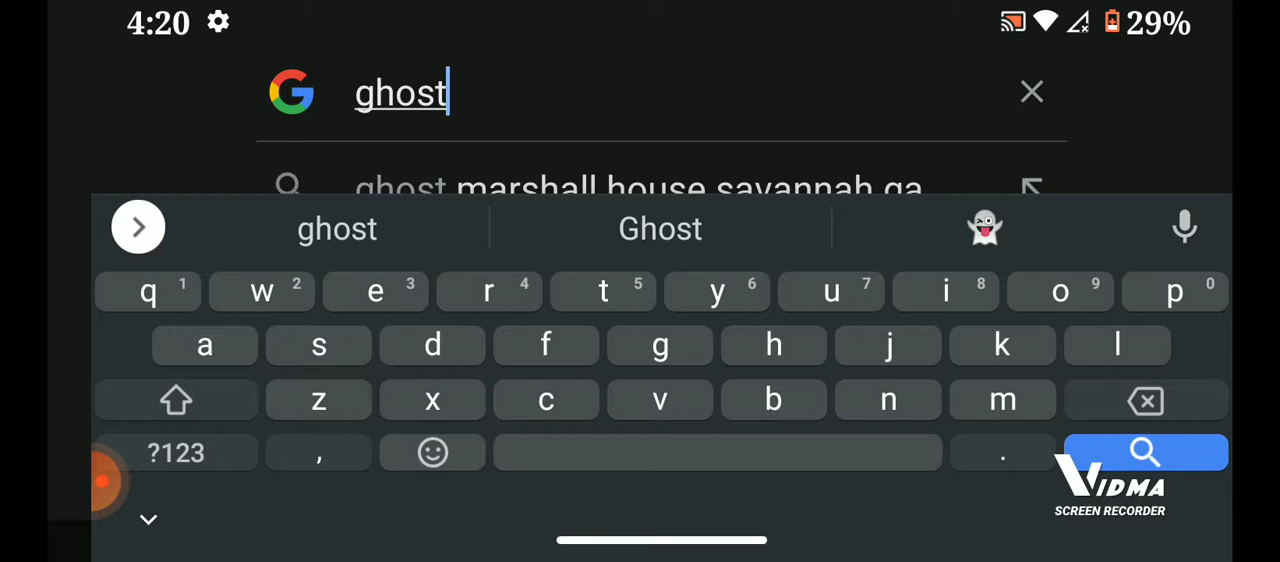 4:20 29%
ghost
ghost marshall house savannah ga
ghost Ghost 👻
q 1 w 2 e 3 r 4 t 5 y 6 u 7 i 8 o 9 p 0
a s d f g h j k l
z x c v b n m
?123 , .
VIDMA
SCREEN RECORDER